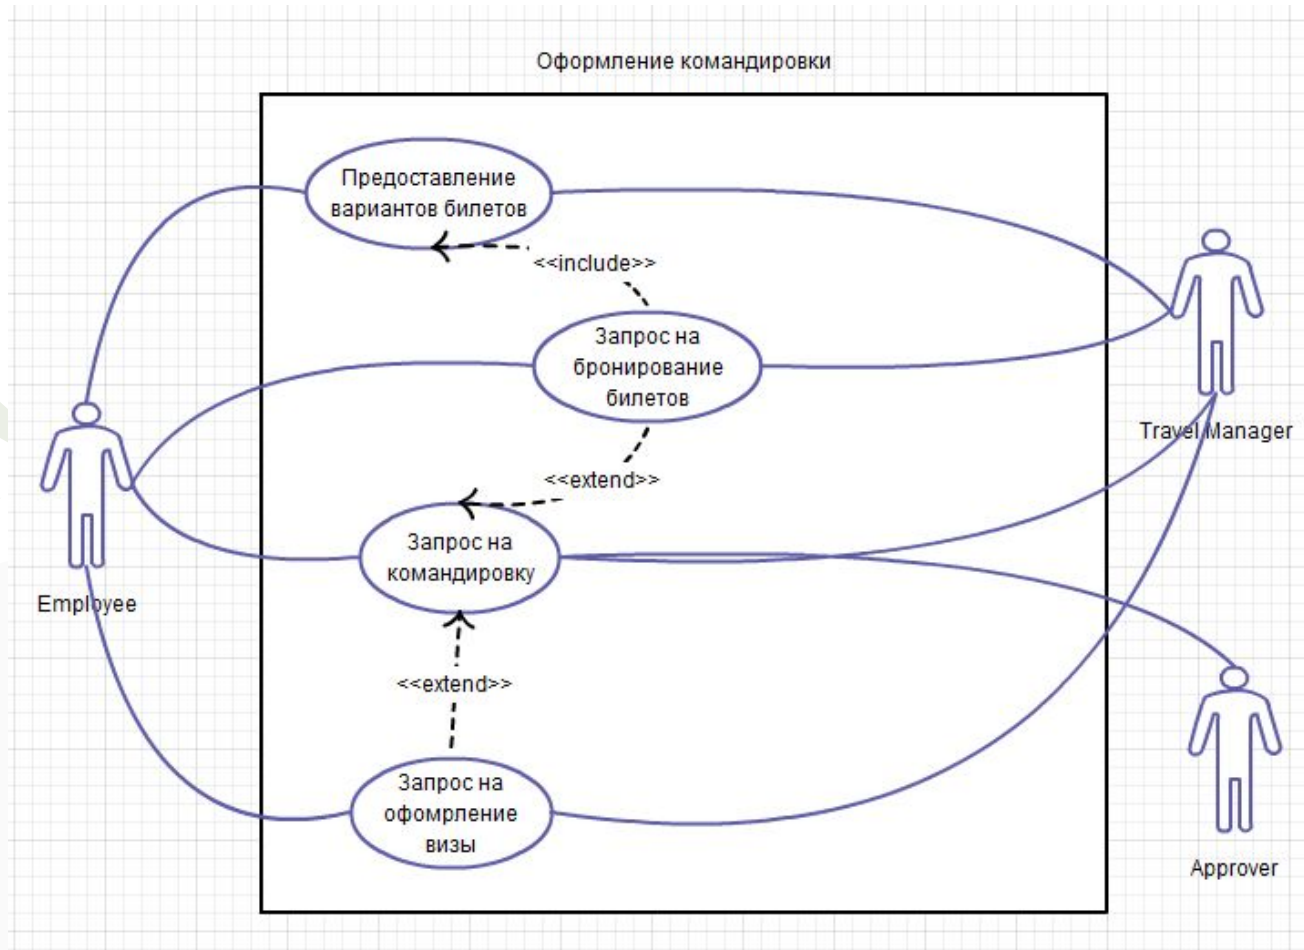 Оформление командировки
Предоставление
вариантов билетов
<<include>>
Запрос на
бронирование
билетов
Travel Manager
<<extend>>
Запрос на
командировку
Employee
<<extend>>
Запрос на
офомрление
визы
Approver